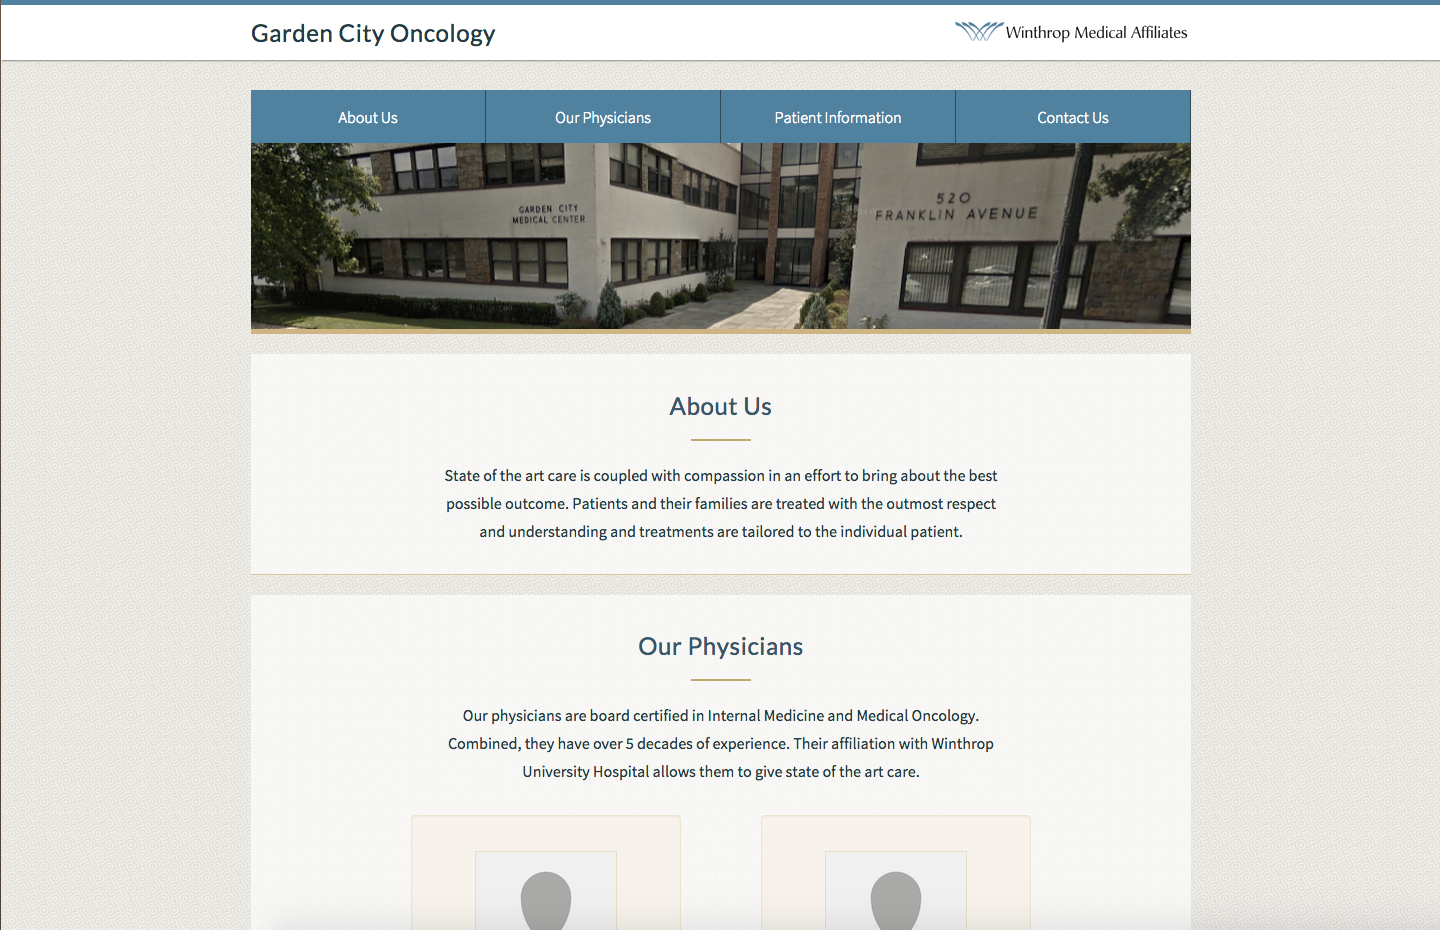 Garden City Oncology
Winthrop Medical Affiliates
About Us
Our Physicians
Patient Information
Contact Us
GARDEN CITY
MEDICAL CENTER
520
FRANKLIN AVENUE
About Us
State of the art care is coupled with compassion in an effort to bring about the best
possible outcome. Patients and their families are treated with the outmost respect
and understanding and treatments are tailored to the individual patient.
Our Physicians
Our physicians are board certified in Internal Medicine and Medical Oncology.
Combined, they have over 5 decades of experience. Their affiliation with Winthrop
University Hospital allows them to give state of the art care.